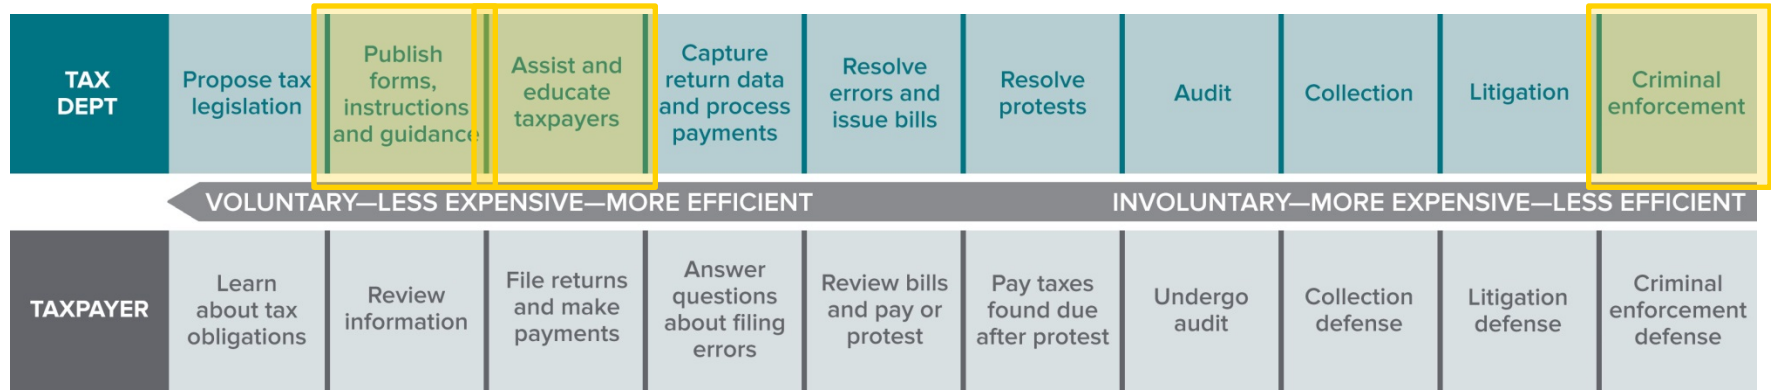 TAX
DEPT
Propose tax
legislation
Publish
forms,
instructions
and guidance
Assist and
educate
taxpayers
Capture
return data
and process
payments
Resolve
errors and
issue bills
Resolve
protests
Audit
Collection
Litigation
Criminal
enforcement
VOLUNTARY—LESS EXPENSIVE—MORE EFFICIENT
INVOLUNTARY—MORE EXPENSIVE—LESS EFFICIENT
TAXPAYER
Learn
about tax
obligations
Review
information
File returns
and make
payments
Answer
questions
about filing
errors
Review bills
and pay or
protest
Pay taxes
found due
after protest
Undergo
audit
Collection
defense
Litigation
defense
Criminal
enforcement
defense